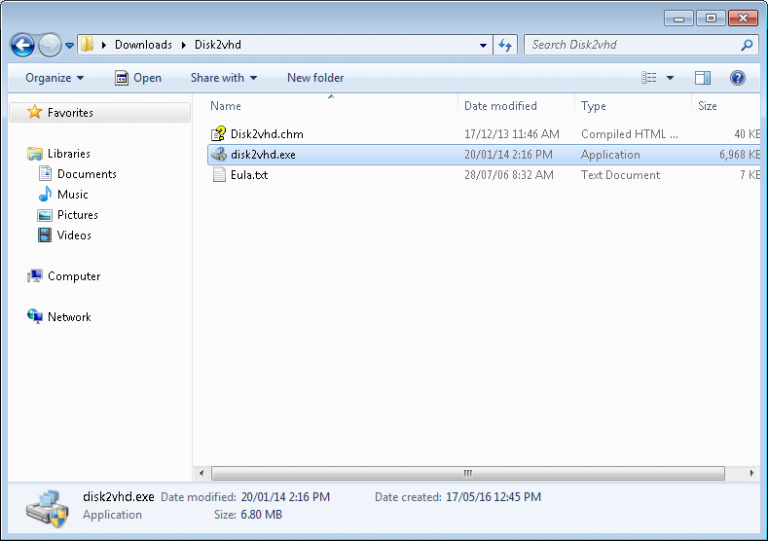 Downloads Disk2vhd Search Disk2vhd
Organize Open Share with New folder
Favorites
Libraries
Documents
Music
Pictures
Videos
Computer
Network
Name Date modified Type Size
Disk2vhd.chm 17/12/13 11:46 AM Compiled HTML ... 40 KB
disk2vhd.exe 20/01/14 2:16 PM Application 6,968 KB
Eula.txt 28/07/06 8:32 AM Text Document 7 KB
disk2vhd.exe Date modified: 20/01/14 2:16 PM Date created: 17/05/16 12:45 PM
Application Size: 6.80 MB